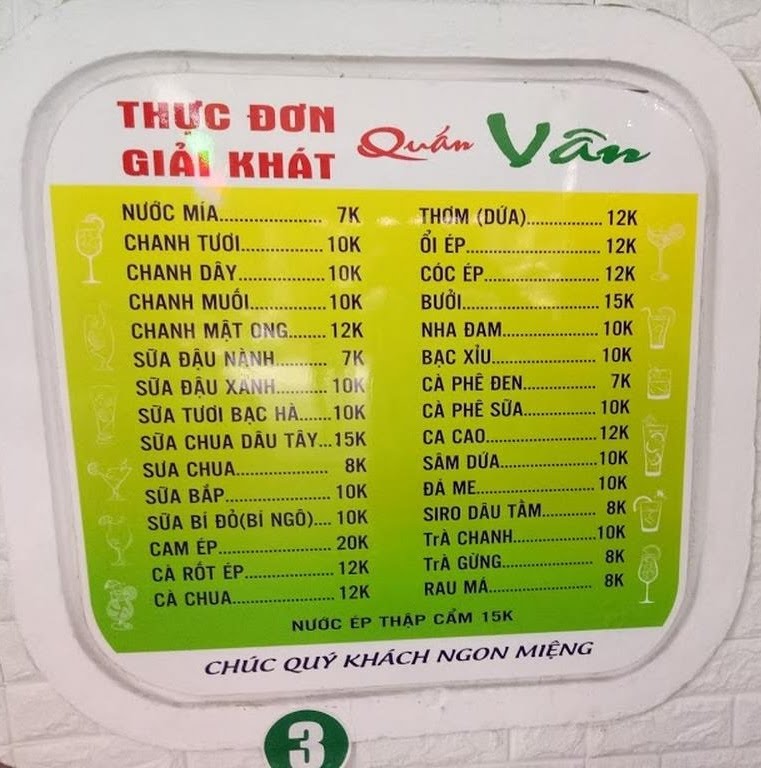 THỰC ĐƠN
GIẢI KHÁT
Quán Vân
NƯỚC MÍA..................... 7K
CHANH TƯƠI.................10K
CHANH DÂY..................10K
CHANH MUỐI................10K
CHANH MẬT ONG.......12K
SỮA ĐẬU NÀNH............ 7K
SỮA ĐẬU XANH...........10K
SỮA TƯƠI BẠC HÀ......10K
SỮA CHUA DÂU TÂY...15K
SƯA CHUA................... 8K
SỮA BẮP......................10K
SỮA BÍ ĐỎ(BÍ NGÔ).... 10K
CAM ÉP.......................20K
CÀ RỐT ÉP..................12K
CÀ CHUA.....................12K
THƠM (DỨA)............... 12K
ỔI ÉP........................... 12K
CÓC ÉP........................ 12K
BƯỞI............................ 15K
NHA ĐAM.....................10K
BẠC XỈU.......................10K
CÀ PHÊ ĐEN............... 7K
CÀ PHÊ SỮA...............10K
CA CAO.......................12K
SÂM DỨA....................10K
ĐÁ ME.........................10K
SIRO DÂU TẰM........... 8K
TRÀ CHANH.................10K
TRÀ GỪNG................... 8K
RAU MÁ....................... 8K
NƯỚC ÉP THẬP CẨM 15K
CHÚC QUÝ KHÁCH NGON MIỆNG
3